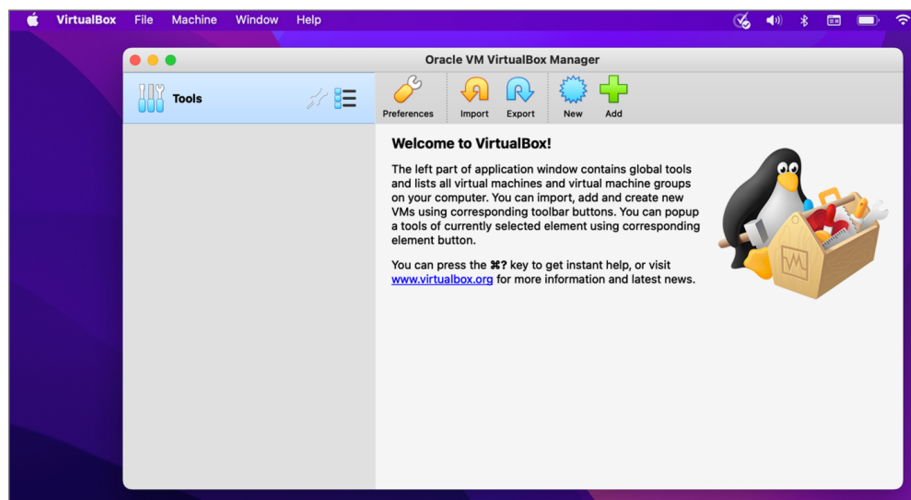 VirtualBox File Machine Window Help
Oracle VM VirtualBox Manager
Tools
Preferences Import Export New Add
Welcome to VirtualBox!
The left part of application window contains global tools
and lists all virtual machines and virtual machine groups
on your computer. You can import, add and create new
VMs using corresponding toolbar buttons. You can popup
a tools of currently selected element using corresponding
element button.
You can press the ⌘? key to get instant help, or visit
www.virtualbox.org for more information and latest news.